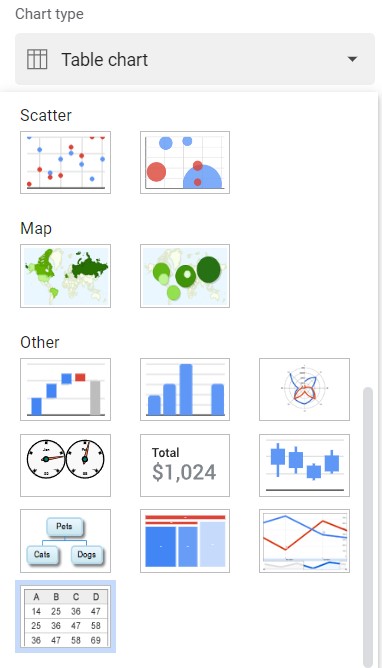 Chart type
Table chart
Scatter
Map
Other
Total
$1,024
Pets
Cats Dogs
A B C D
14 25 36 47
25 36 47 58
36 47 58 69